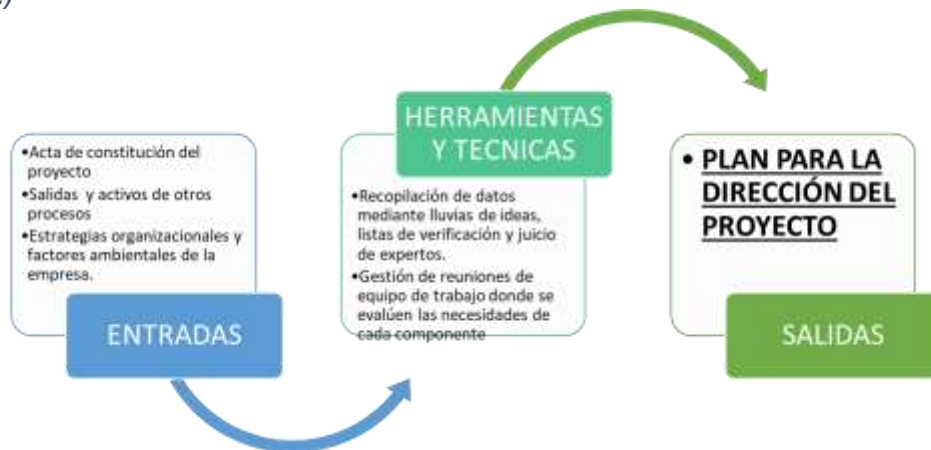 •Acta de constitución del
proyecto
•Salidas y activos de otros
procesos
•Estrategias organizacionales y
factores ambientales de la
empresa.
ENTRADAS
HERRAMIENTAS
Y TECNICAS
•Recopilación de datos
mediante lluvias de ideas,
listas de verificación y juicio
de expertos.
•Gestión de reuniones de
equipo de trabajo donde se
evalúen las necesidades de
cada componente
• PLAN PARA LA
DIRECCIÓN DEL
PROYECTO
SALIDAS